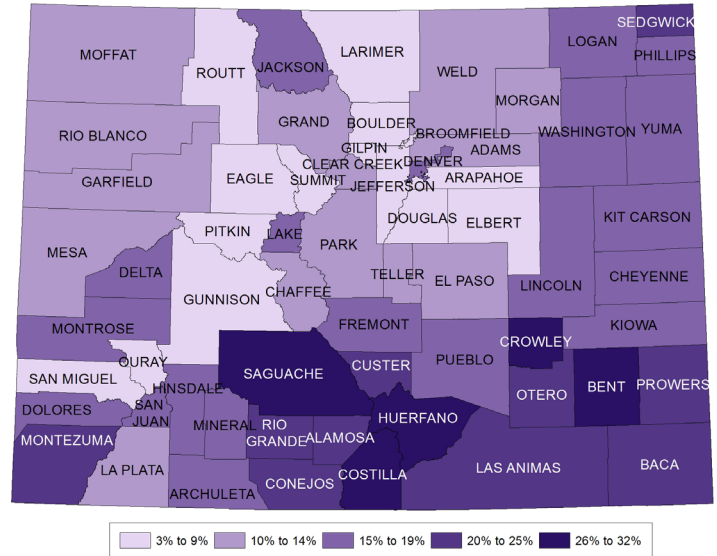 SEDGWICK
MOFFAT
ROUTT
JACKSON
LARIMER
WELD
LOGAN
PHILLIPS
MORGAN
GRAND
BOULDER
RIO BLANCO
BROOMFIELD
WASHINGTON
YUMA
GILPIN
ADAMS
CLEAR CREEK
DENVER
GARFIELD
EAGLE
SUMMIT
JEFFERSON
ARAPAHOE
DOUGLAS
ELBERT
KIT CARSON
PITKIN
LAKE
MESA
PARK
DELTA
TELLER
EL PASO
CHEYENNE
LINCOLN
GUNNISON
CHAFFEE
MONTROSE
FREMONT
KIOWA
CROWLEY
OURAY
PUEBLO
CUSTER
SAGUACHE
SAN MIGUEL
HINSDALE
BENT
PROWERS
OTERO
DOLORES
SAN
JUAN
HUERFANO
MINERAL
RIO
GRANDE
ALAMOSA
MONTEZUMA
LA PLATA
COSTILLA
LAS ANIMAS
BACA
CONEJOS
ARCHULETA
3% to 9%
10% to 14%
15% to 19%
20% to 25%
26% to 32%